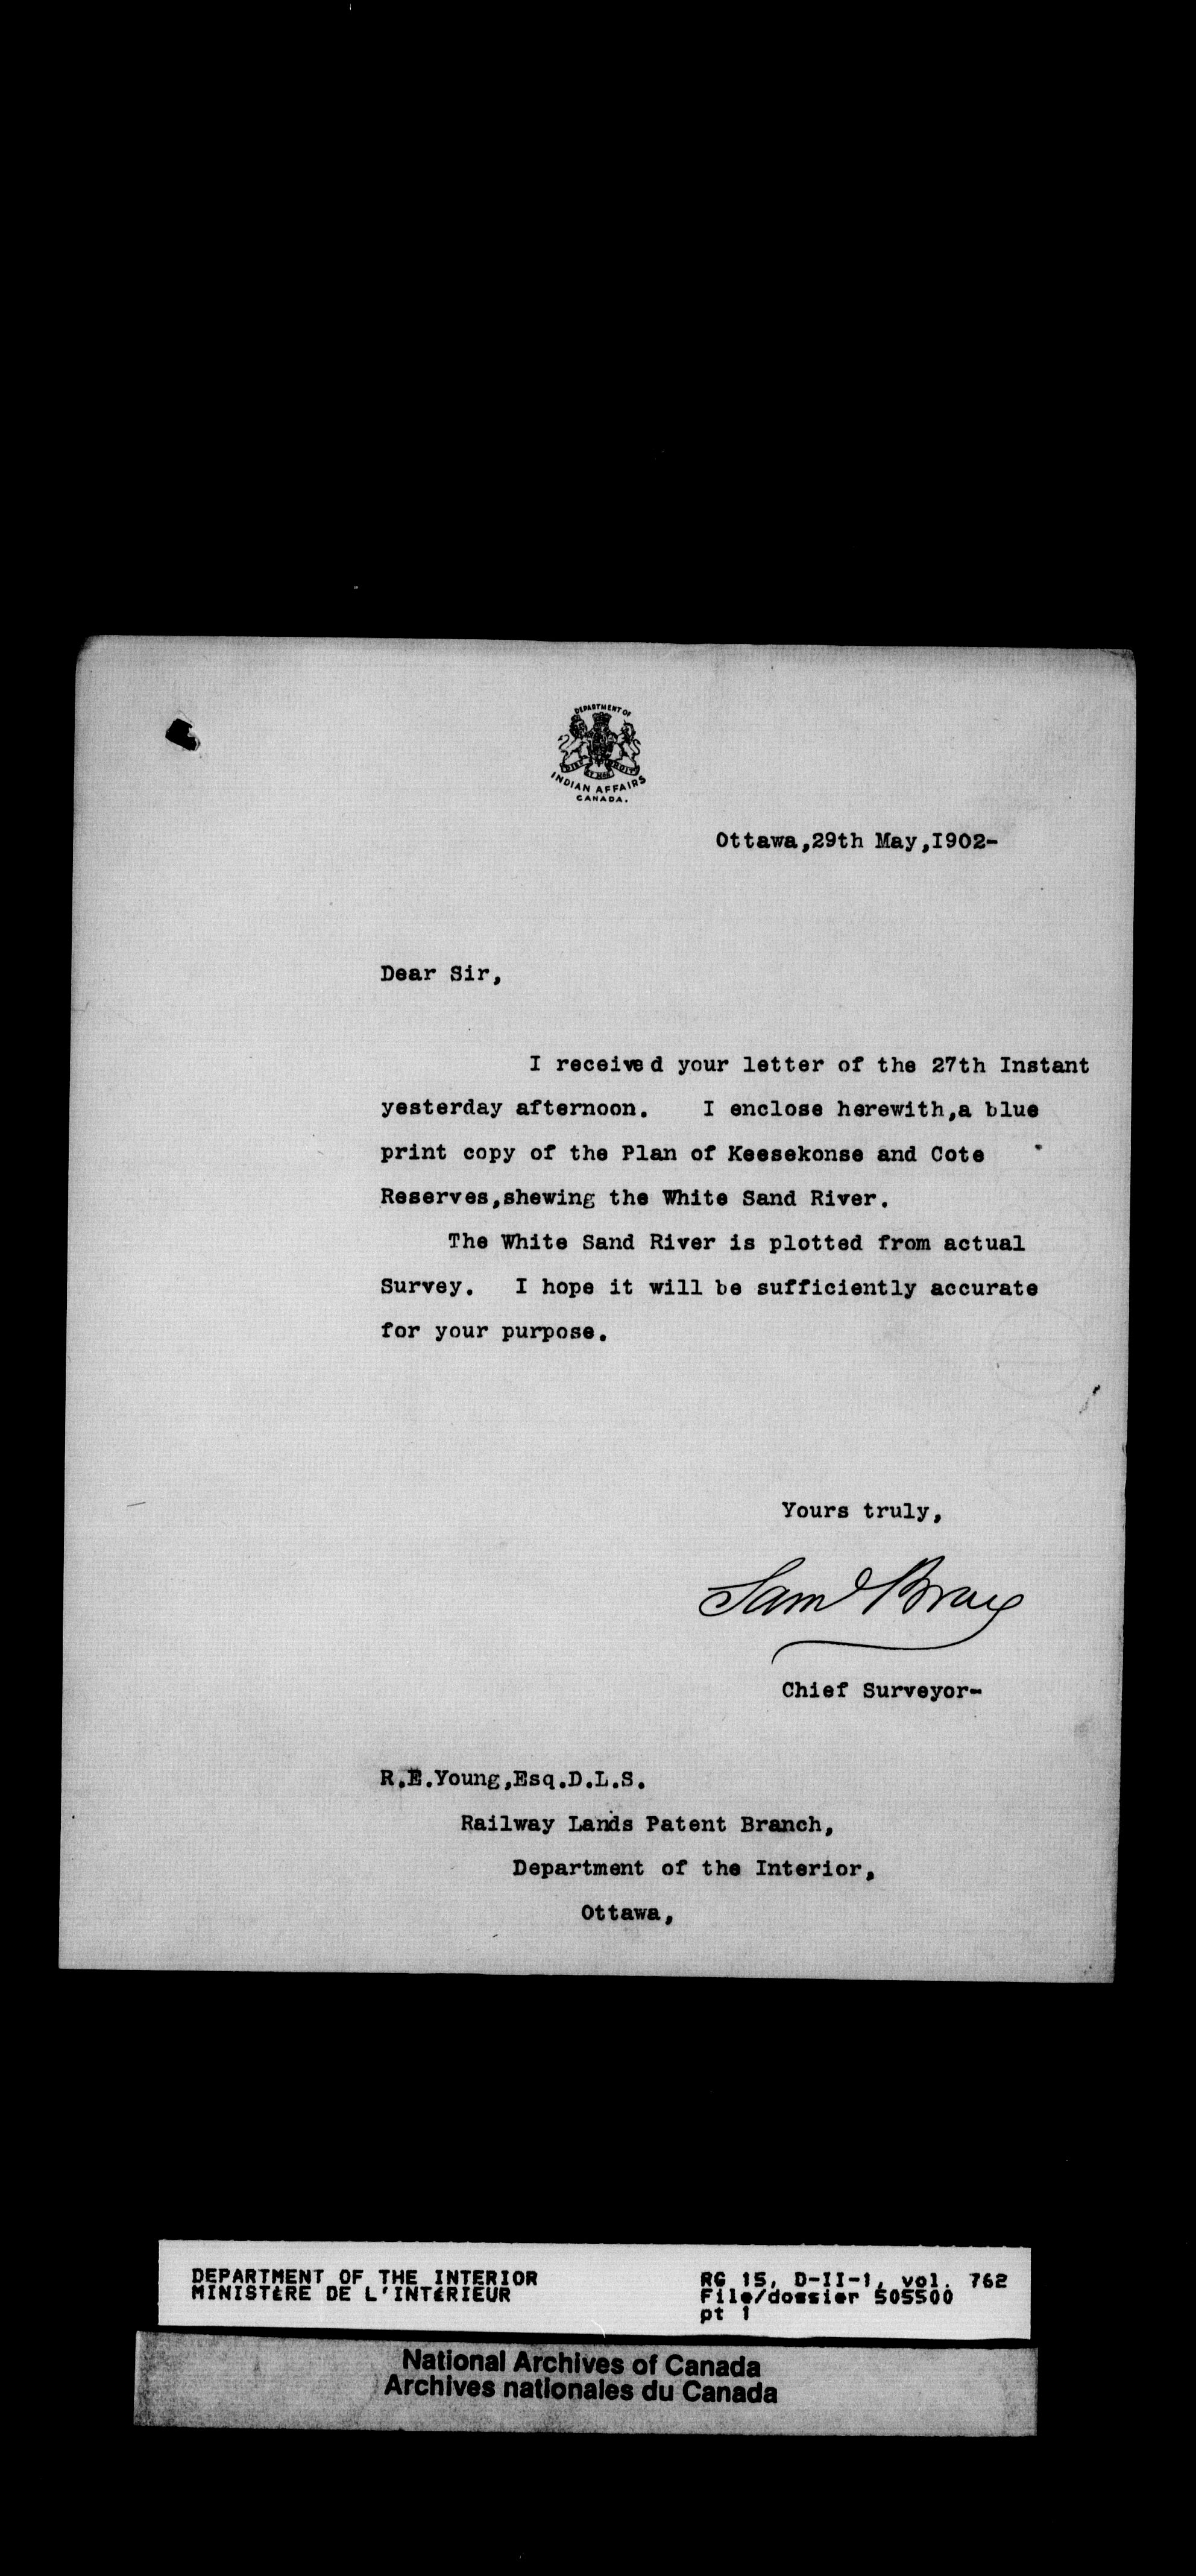 DEPARTMENT OF
DIEU ET MON DROIT
INDIAN AFFAIRS
CANADA.
Ottawa,29th May,I902-
Dear Sir,
I received your letter of the 27th Instant
yesterday afternoon. I enclose herewith,a blue
print copy of the Plan of Keesekonse and Cote
Reserves,shewing the White Sand River.
The White Sand River is plotted from actual
Survey. I hope it will be sufficiently accurate
for your purpose.
Yours truly,
Saml Bray
Chief Surveyor-
R.E.Young,Esq.D.L.S.
Railway Lands Patent Branch,
Department of the Interior,
Ottawa,
DEPARTMENT OF THE INTERIOR
MINISTÈRE DE L'INTÉRIEUR
RG 15, D-II-1, vol. 762
File/dossier 505500
pt 1
National Archives of Canada
Archives nationales du Canada